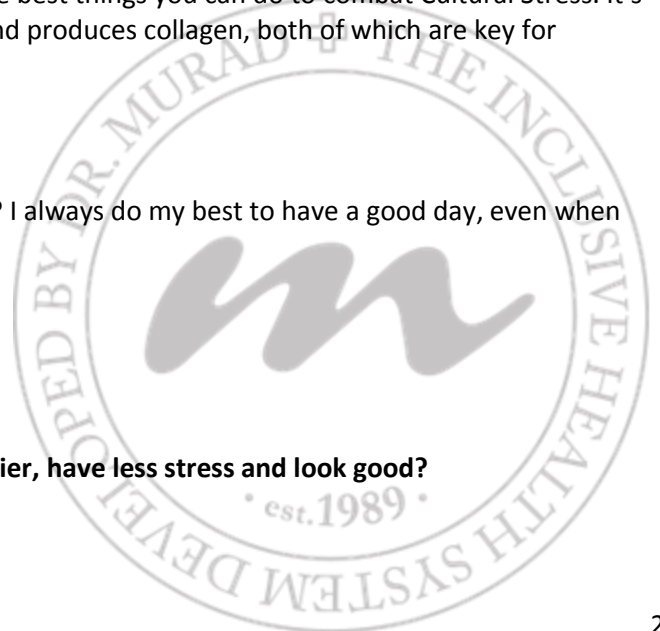 e best things you can do to combat Cultural Stress. It's
nd produces collagen, both of which are key for
? I always do my best to have a good day, even when
ier, have less stress and look good?
THE INCLUSIVE HEALTH SYSTEM DEVELOPED BY DR. MURAD
m
• est.1989 •
2